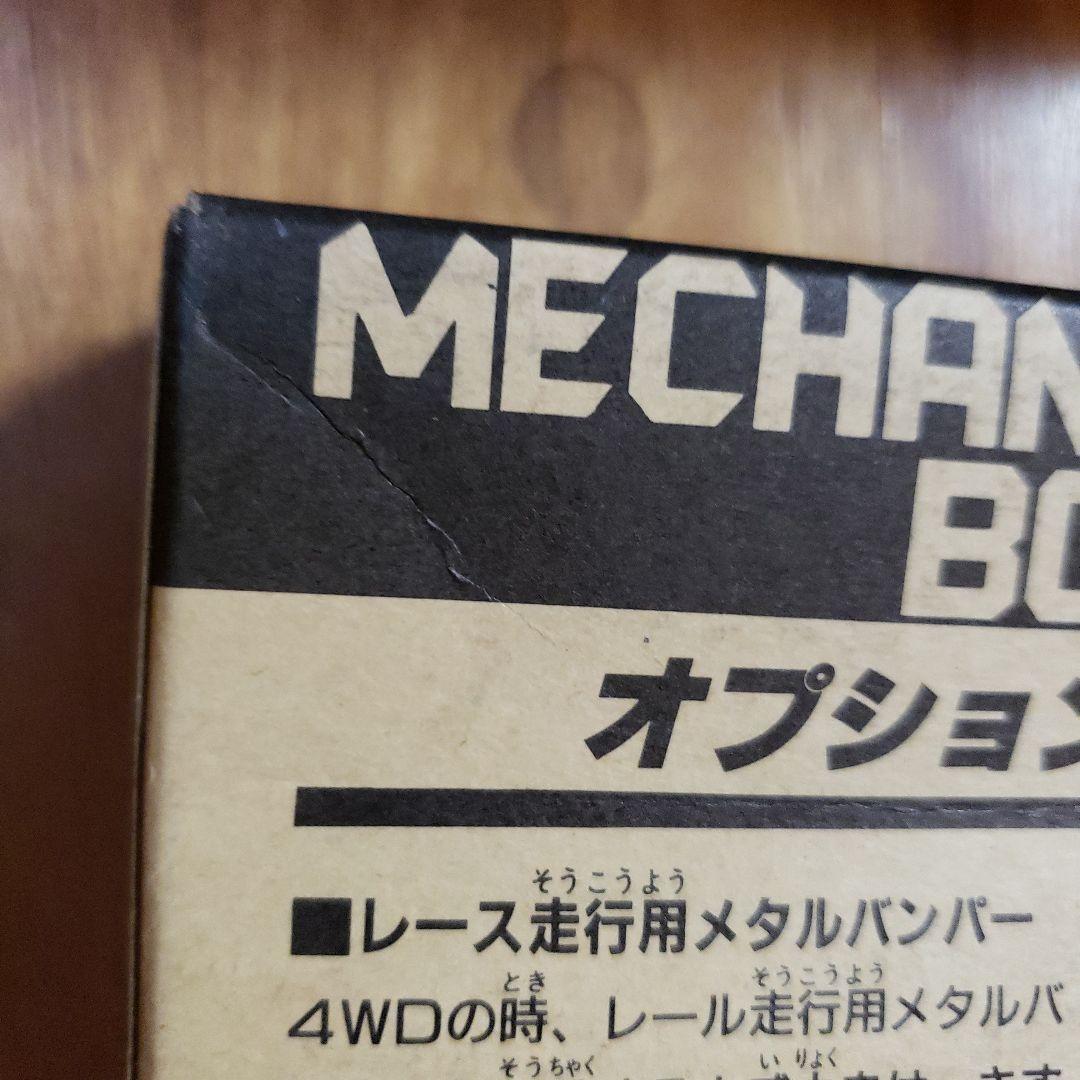 MECHAN
BO
オプション
そうこうよう
■レース走行用メタルバンパー
とき そうこうよう
4WDの時、レール走行用メタルバ
そうちゃく いりょく